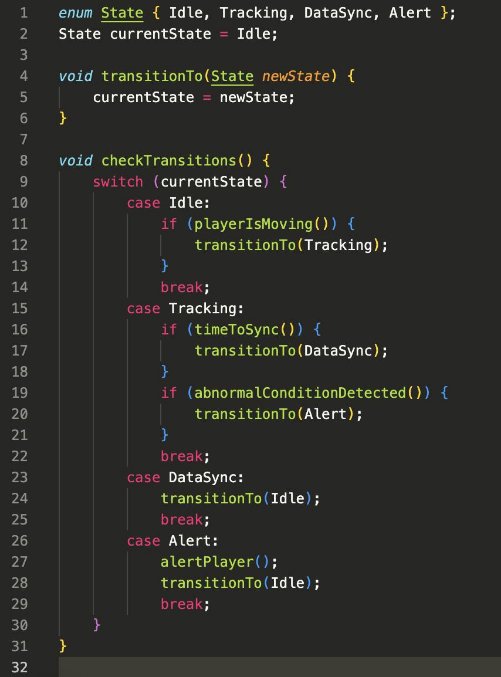 1 enum State { Idle, Tracking, DataSync, Alert };
2 State currentState = Idle;
3
4 void transitionTo(State newState) {
5     currentState = newState;
6 }
7
8 void checkTransitions() {
9     switch (currentState) {
10         case Idle:
11             if (playerIsMoving()) {
12                 transitionTo(Tracking);
13             }
14             break;
15         case Tracking:
16             if (timeToSync()) {
17                 transitionTo(DataSync);
18             }
19             if (abnormalConditionDetected()) {
20                 transitionTo(Alert);
21             }
22             break;
23         case DataSync:
24             transitionTo(Idle);
25             break;
26         case Alert:
27             alertPlayer();
28             transitionTo(Idle);
29             break;
30     }
31 }
32